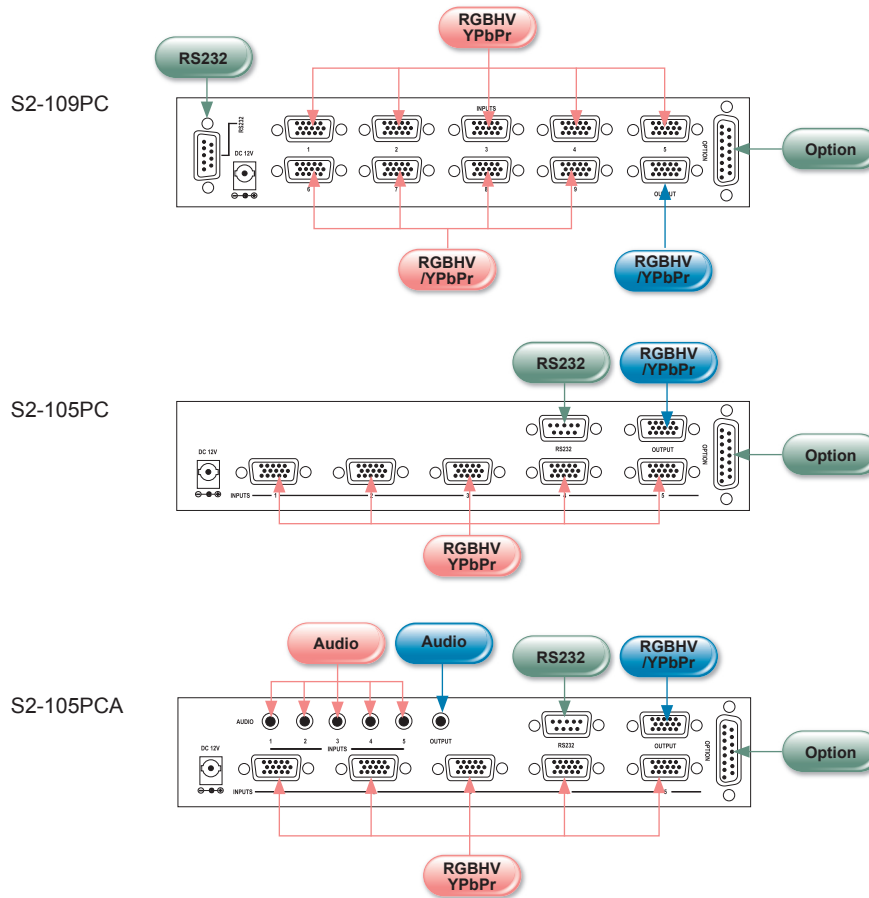 RGBHV
YPbPr
RS232
S2-109PC
INPUTS
RS232
DC 12V
1 2 3 4 5
OPTION
Option
6 7 8 9 OUTPUT
RGBHV
/YPbPr
RGBHV
/YPbPr
RS232
RGBHV
/YPbPr
S2-105PC
DC 12V
RS232
OUTPUT
OPTION
Option
INPUTS 1 2 3 4 5
RGBHV
YPbPr
Audio
Audio
RS232
RGBHV
/YPbPr
S2-105PCA
AUDIO
1 2 3 4 5 OUTPUT
INPUTS
RS232
OUTPUT
DC 12V
OPTION
Option
INPUTS 5
RGBHV
YPbPr